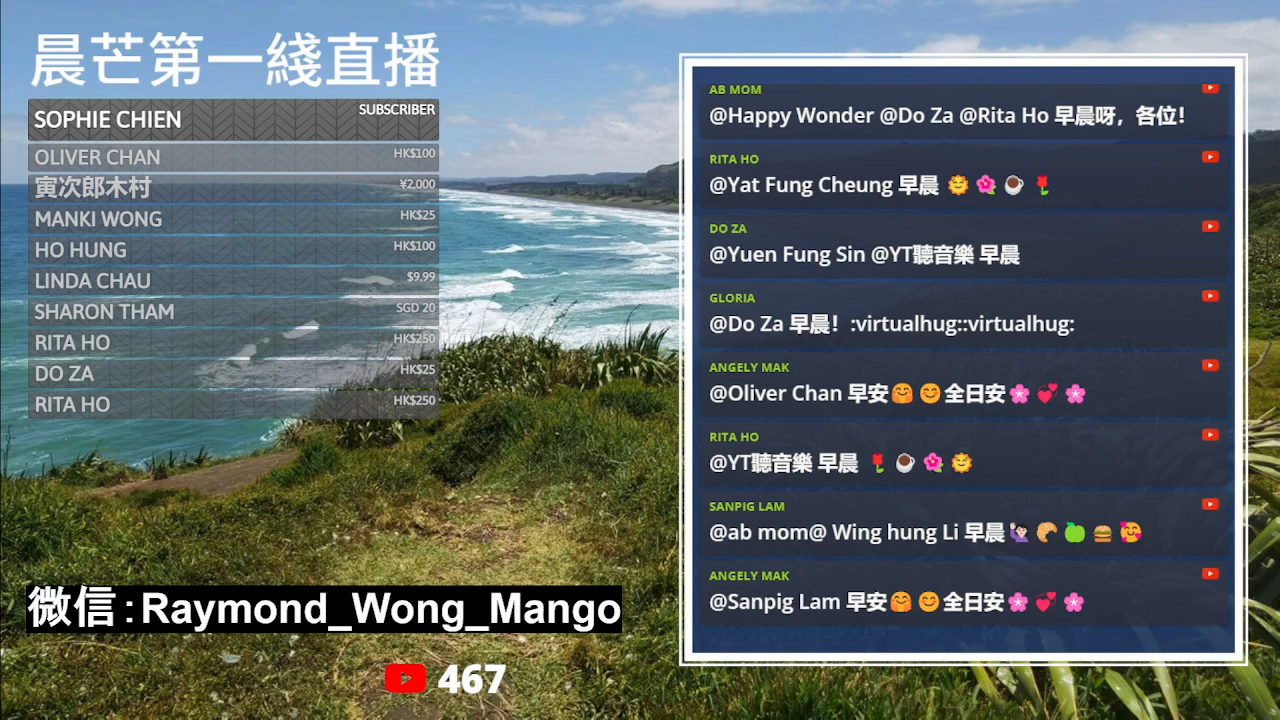 晨芒第一綫直播
SOPHIE CHIEN SUBSCRIBER
OLIVER CHAN HK$100
寅次郎木村 ¥2,000
MANKI WONG HK$25
HO HUNG HK$100
LINDA CHAU $9.99
SHARON THAM SGD 20
RITA HO HK$250
DO ZA HK$25
RITA HO HK$250
微信:Raymond_Wong_Mango
467
AB MOM
@Happy Wonder @Do Za @Rita Ho 早晨呀，各位！
RITA HO
@Yat Fung Cheung 早晨 🌞🌺☕🌷
DO ZA
@Yuen Fung Sin @YT聽音樂 早晨
GLORIA
@Do Za 早晨！:virtualhug::virtualhug:
ANGELY MAK
@Oliver Chan 早安🤗😊全日安🌸💞🌸
RITA HO
@YT聽音樂 早晨 🌷☕🌺🌞
SANPIG LAM
@ab mom@ Wing hung Li 早晨🙋🏻‍♀️🥐🍏🍔🥰
ANGELY MAK
@Sanpig Lam 早安🤗😊全日安🌸💞🌸